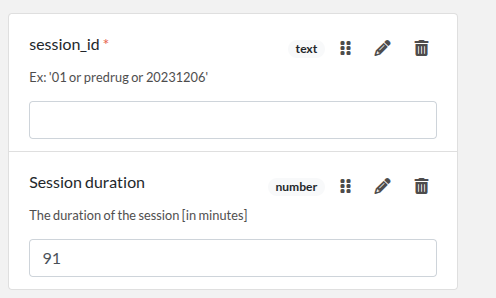 session_id * text
Ex: '01 or predrug or 20231206'
Session duration number
The duration of the session [in minutes]
91